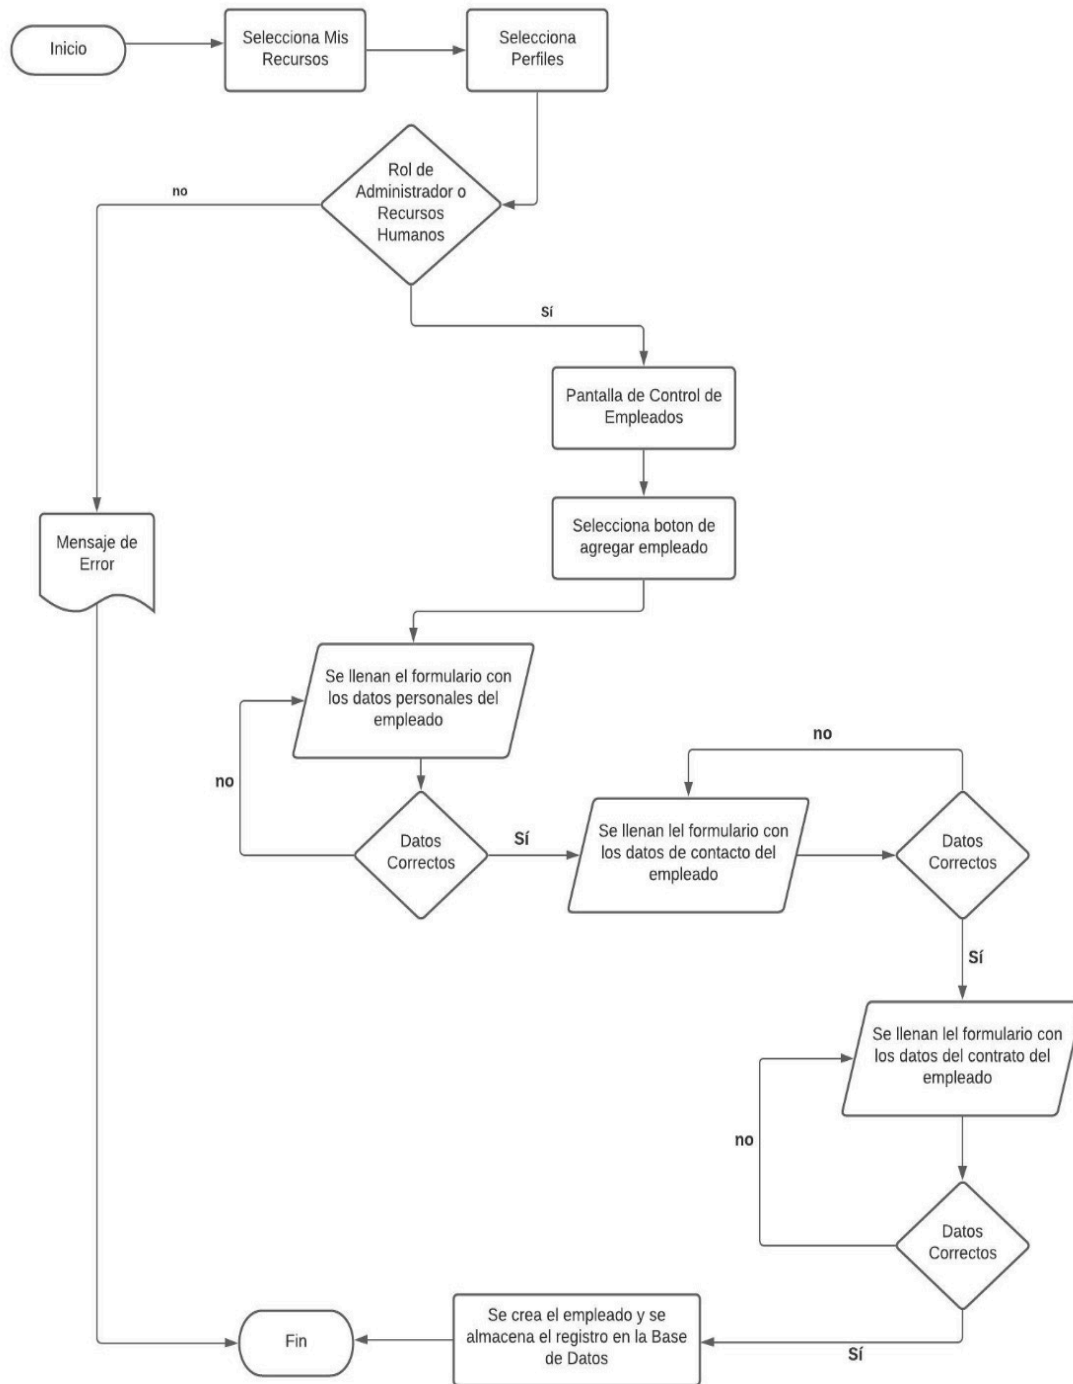 Inicio
Selecciona Mis
Recursos
Selecciona
Perfiles
Rol de
Administrador o
Recursos
Humanos
no
Sí
Pantalla de Control de
Empleados
Selecciona boton de
agregar empleado
Mensaje de
Error
Se llenan el formulario con
los datos personales del
empleado
no
Datos
Correctos
Sí
Se llenan lel formulario con
los datos de contacto del
empleado
no
Datos
Correctos
Sí
Se llenan lel formulario con
los datos del contrato del
empleado
no
Datos
Correctos
Sí
Se crea el empleado y se
almacena el registro en la Base
de Datos
Fin